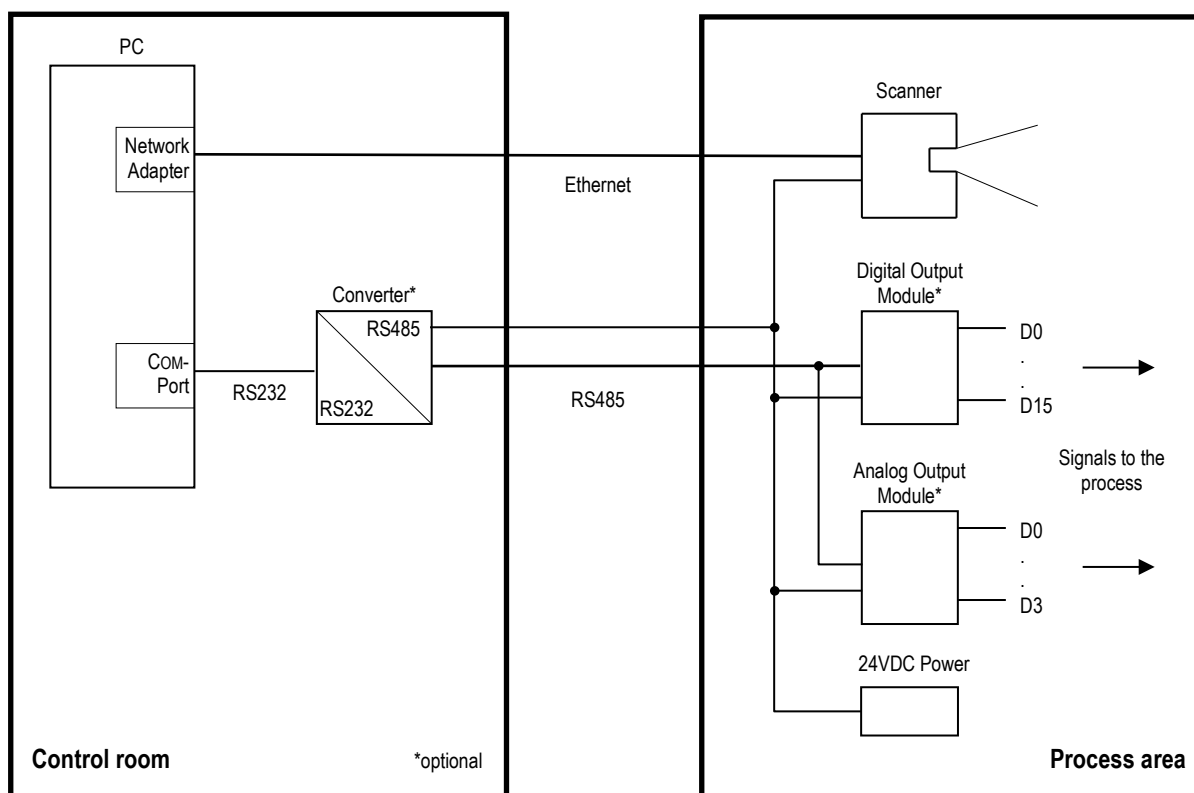 PC
Network
Adapter
Ethernet
Scanner
Converter*
RS485
RS232
COM-
Port
RS232
RS485
Digital Output
Module*
D0
.
.
D15
Signals to the
process
Analog Output
Module*
D0
.
.
D3
24VDC Power
Control room
*optional
Process area